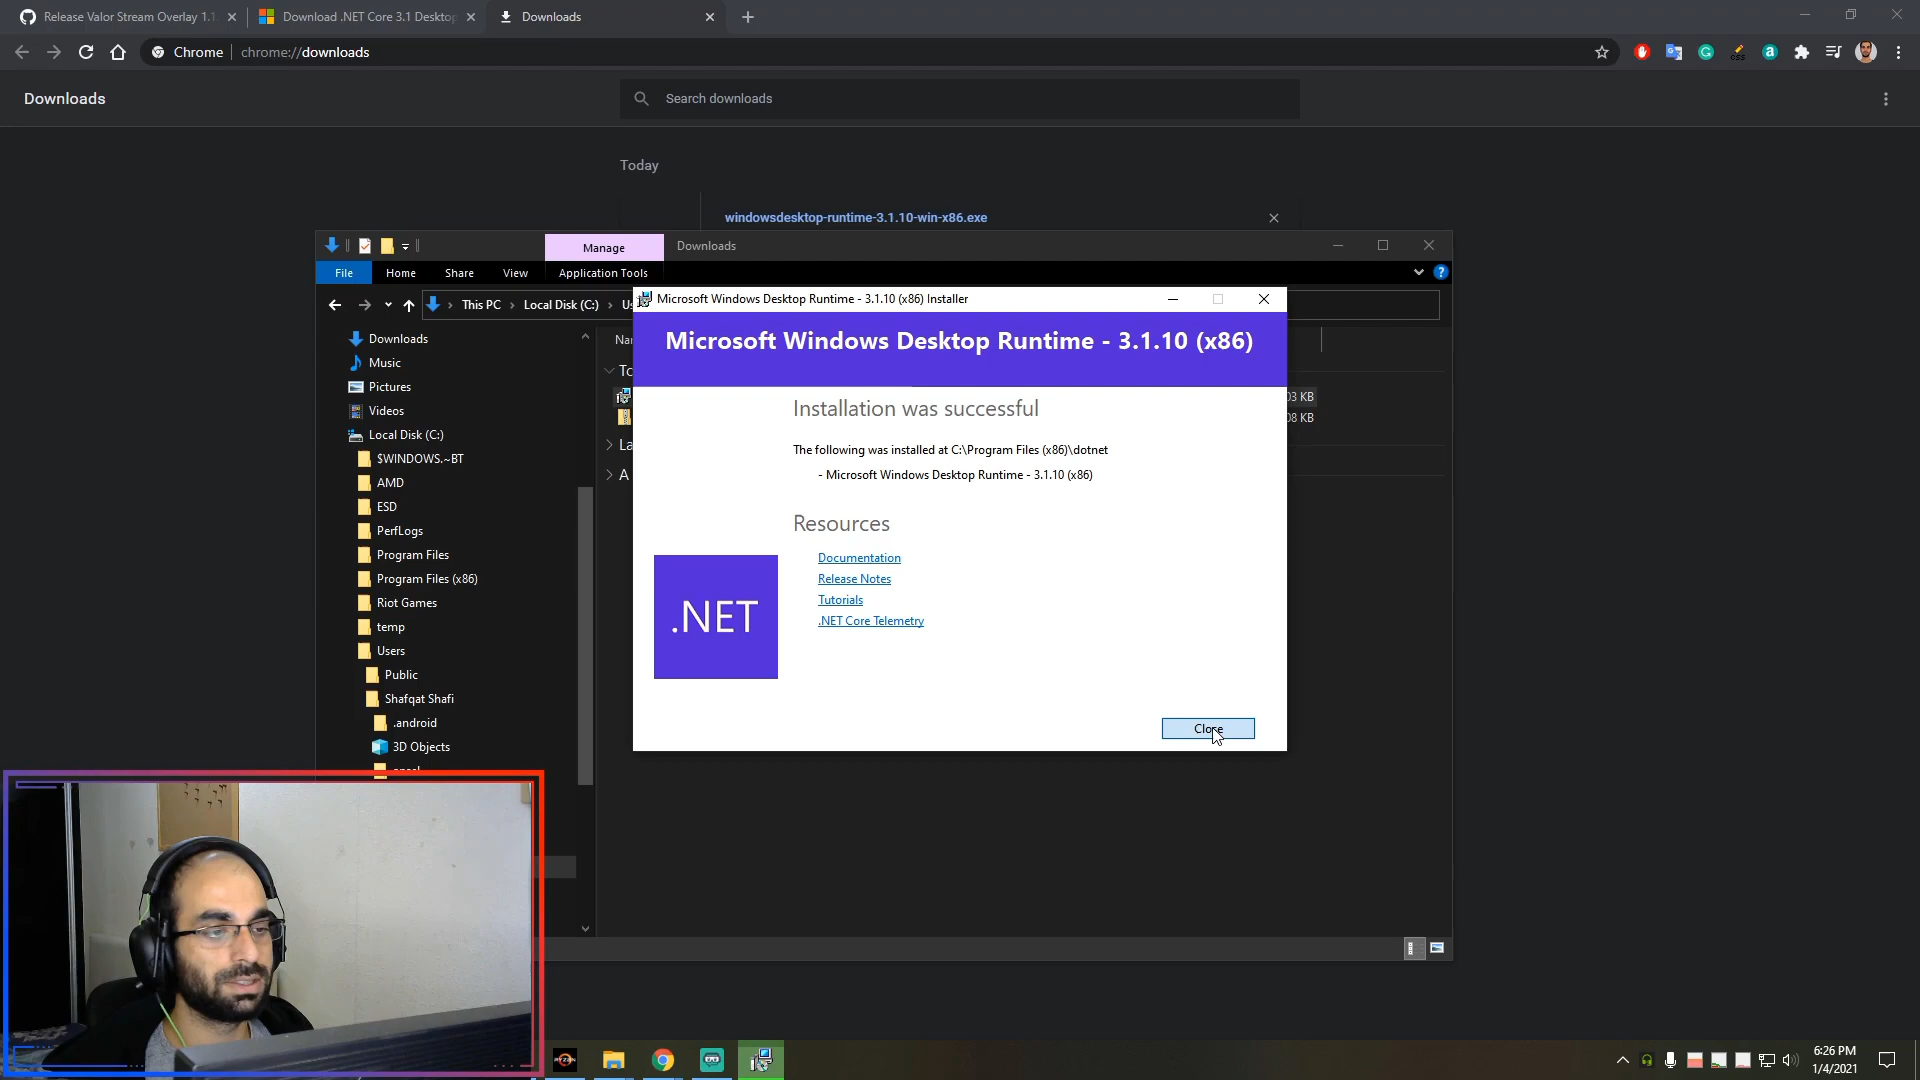 Release Valor Stream Overlay 1.1
Download .NET Core 3.1 Desktop
Downloads
Chrome
chrome://downloads
Downloads
Search downloads
Today
windowsdesktop-runtime-3.1.10-win-x86.exe
Manage
Downloads
File
Home
Share
View
Application Tools
This PC
Local Disk (C:)
Downloads
Music
Pictures
Videos
Local Disk (C:)
$WINDOWS.~BT
AMD
ESD
PerfLogs
Program Files
Program Files (x86)
Riot Games
temp
Users
Public
Shafqat Shafi
.android
3D Objects
03 KB
08 KB
Microsoft Windows Desktop Runtime - 3.1.10 (x86) Installer
Microsoft Windows Desktop Runtime - 3.1.10 (x86)
Installation was successful
The following was installed at C:\Program Files (x86)\dotnet
- Microsoft Windows Desktop Runtime - 3.1.10 (x86)
Resources
Documentation
Release Notes
Tutorials
.NET Core Telemetry
.NET
Close
RYZEN
6:26 PM
1/4/2021